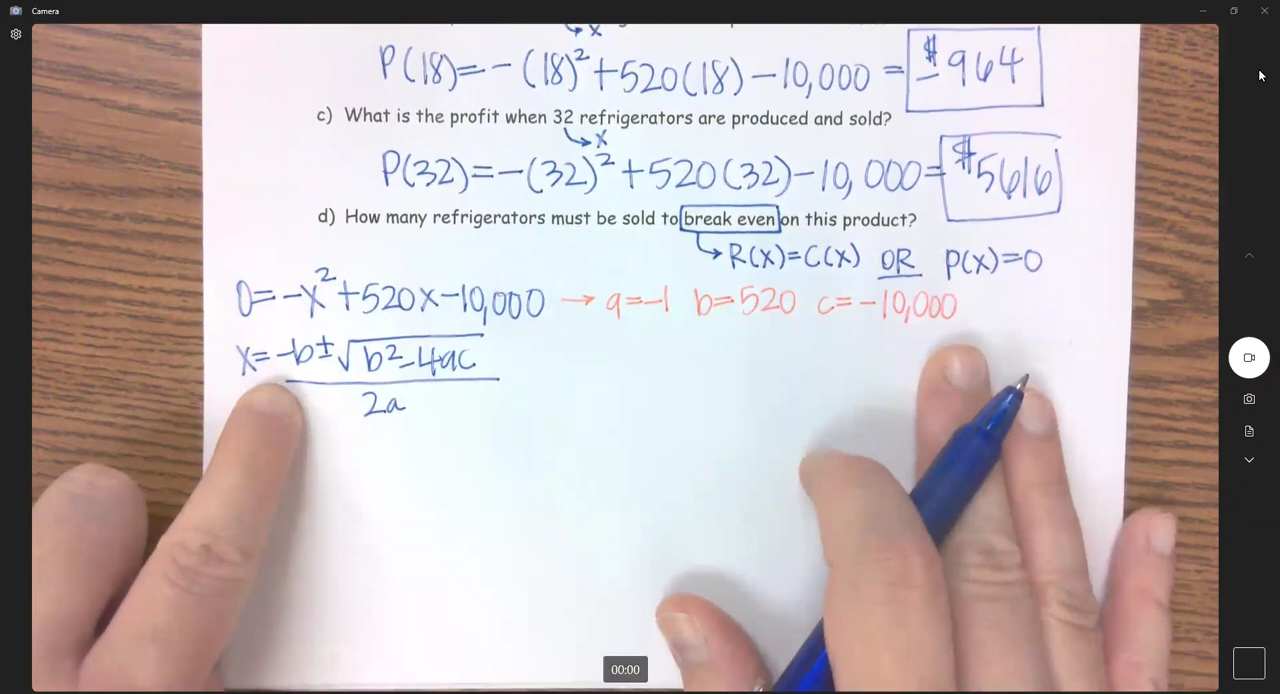 Camera
x
P(18)=-(18)²+520(18)-10,000 = $-964
c) What is the profit when 32 refrigerators are produced and sold?
x
P(32)=-(32)²+520(32)-10,000= $5616
d) How many refrigerators must be sold to break even on this product?
R(x)=C(x) OR P(x)=0
0=-x²+520x-10,000 → a=-1 b=520 c=-10,000
x= -b±√b²-4ac
2a
00:00